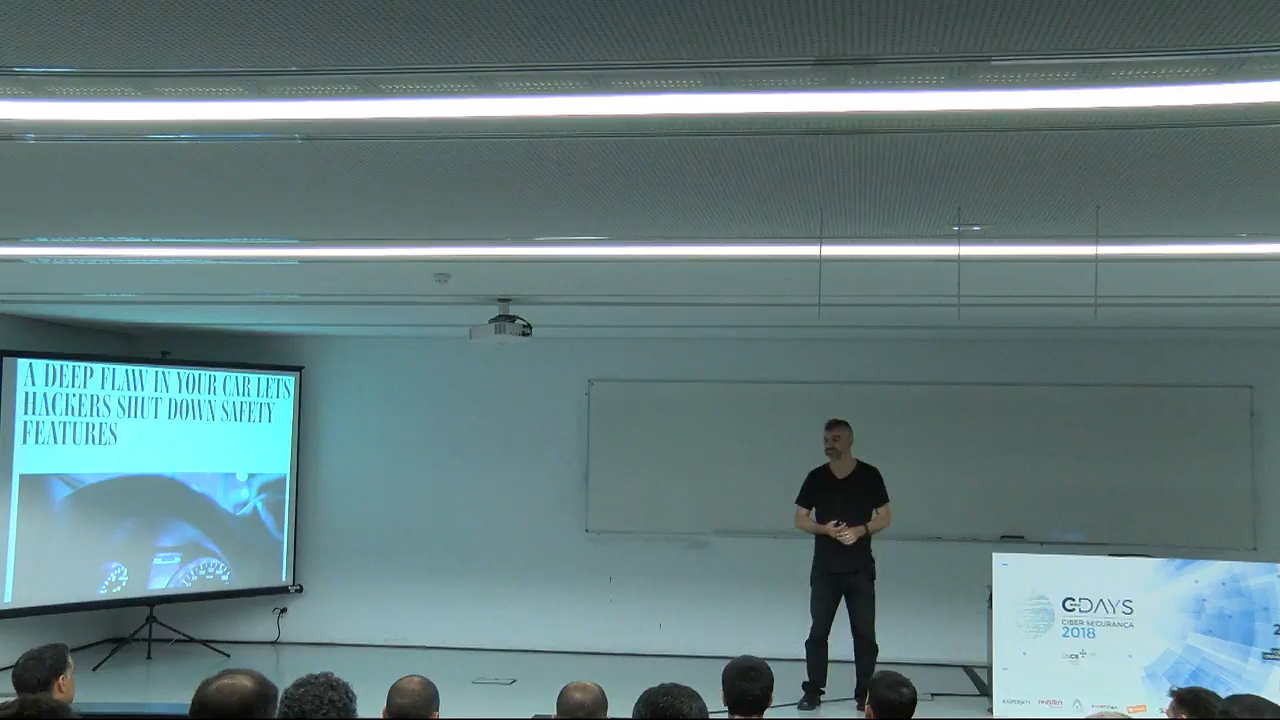 A DEEP FLAW IN YOUR CAR LETS
HACKERS SHUT DOWN SAFETY
FEATURES
C-DAYS
CIBER SEGURANÇA
2018